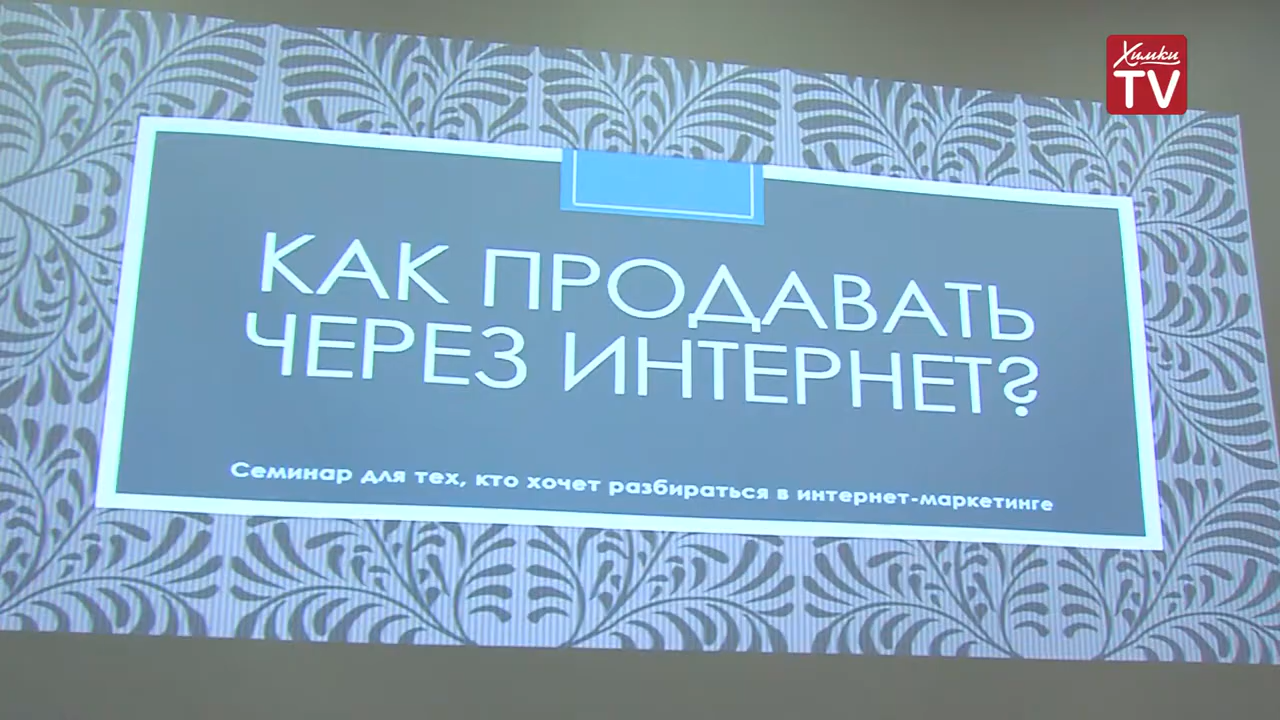 Химки
TV
КАК ПРОДАВАТЬ
ЧЕРЕЗ ИНТЕРНЕТ?
Семинар для тех, кто хочет разбираться в интернет-маркетинге